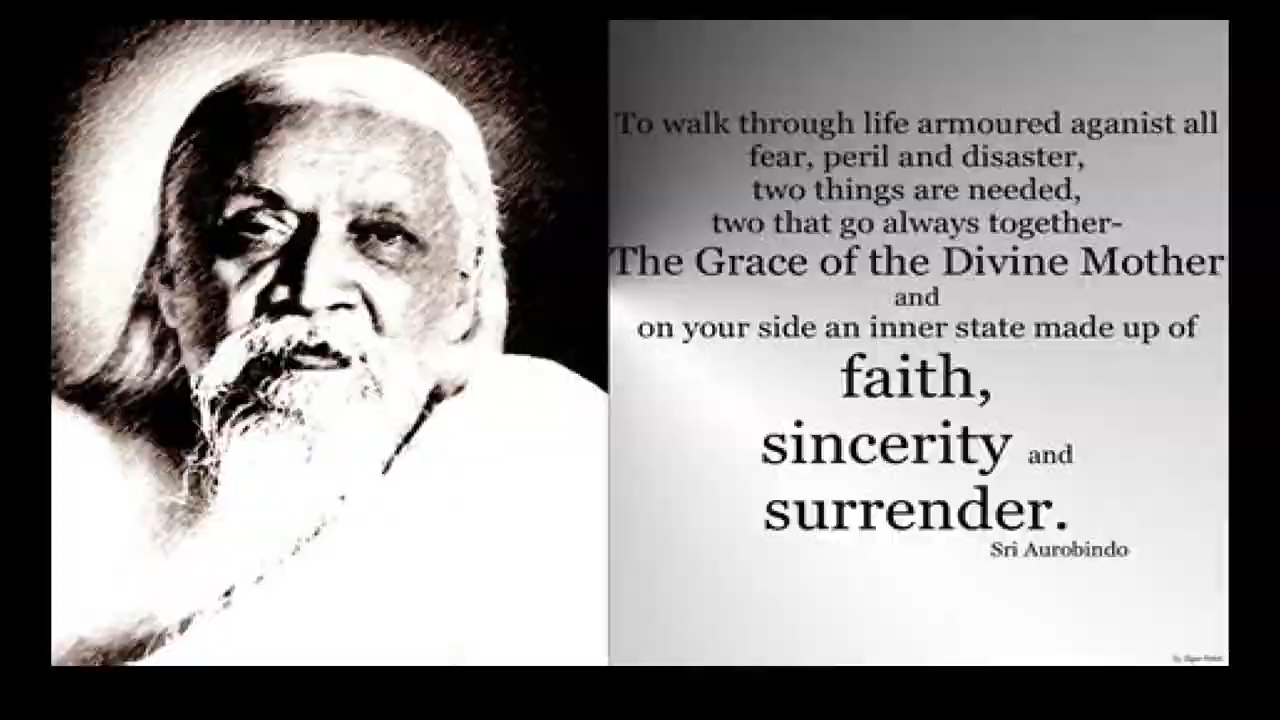 To walk through life armoured aganist all
fear, peril and disaster,
two things are needed,
two that go always together-
The Grace of the Divine Mother
and
on your side an inner state made up of
faith,
sincerity and
surrender.
Sri Aurobindo